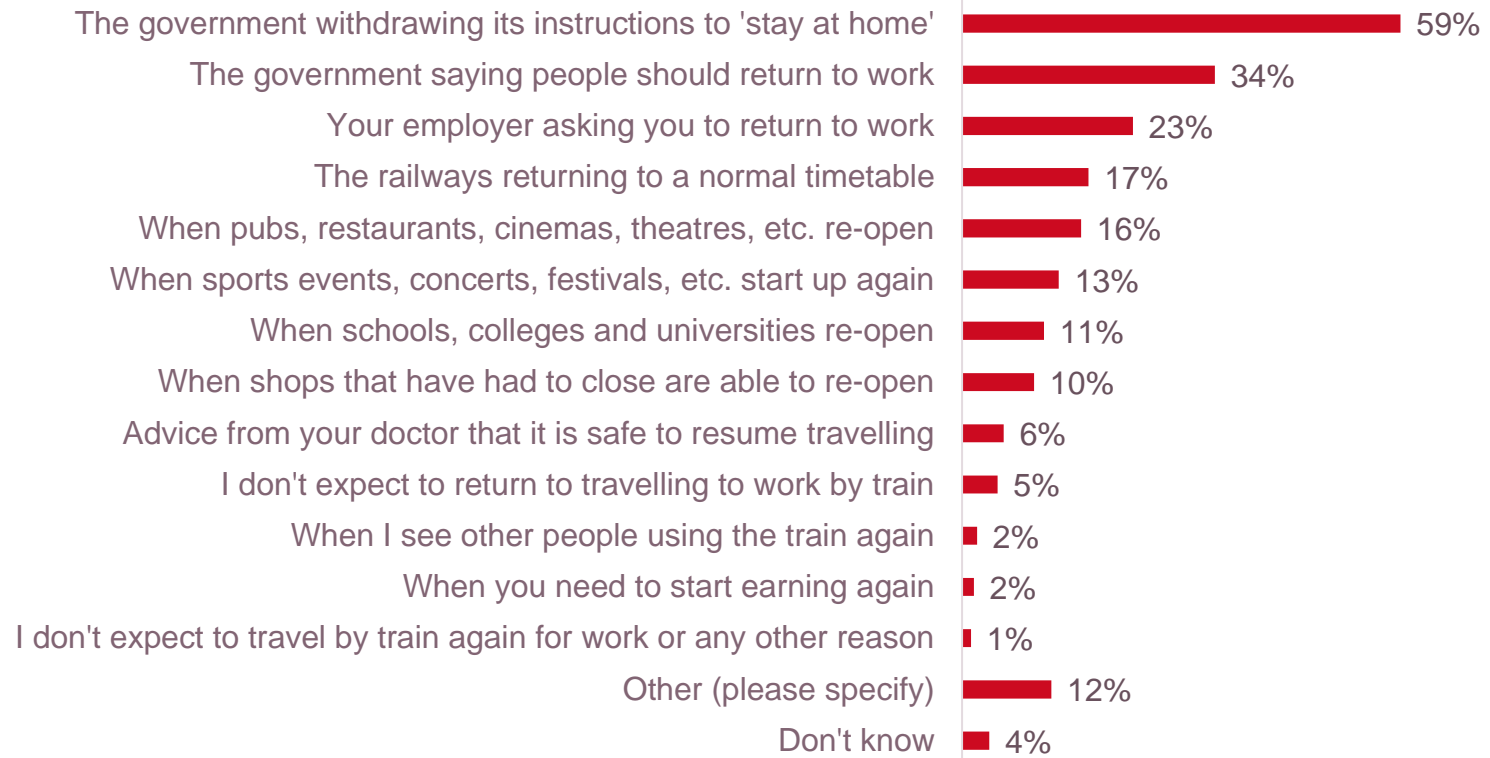 The government withdrawing its instructions to 'stay at home' 59%
The government saying people should return to work 34%
Your employer asking you to return to work 23%
The railways returning to a normal timetable 17%
When pubs, restaurants, cinemas, theatres, etc. re-open 16%
When sports events, concerts, festivals, etc. start up again 13%
When schools, colleges and universities re-open 11%
When shops that have had to close are able to re-open 10%
Advice from your doctor that it is safe to resume travelling 6%
I don't expect to return to travelling to work by train 5%
When I see other people using the train again 2%
When you need to start earning again 2%
I don't expect to travel by train again for work or any other reason 1%
Other (please specify) 12%
Don't know 4%